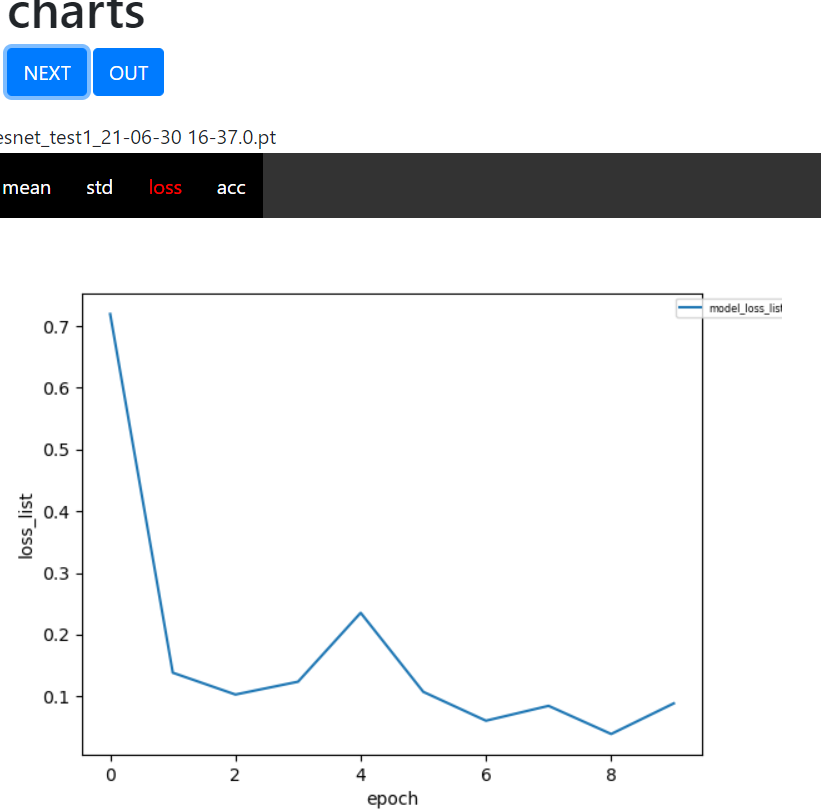 charts
NEXT OUT
esnet_test1_21-06-30 16-37.0.pt
mean std loss acc
model_loss_list
0.7
0.6
0.5
0.4
0.3
0.2
0.1
loss_list
0 2 4 6 8
epoch